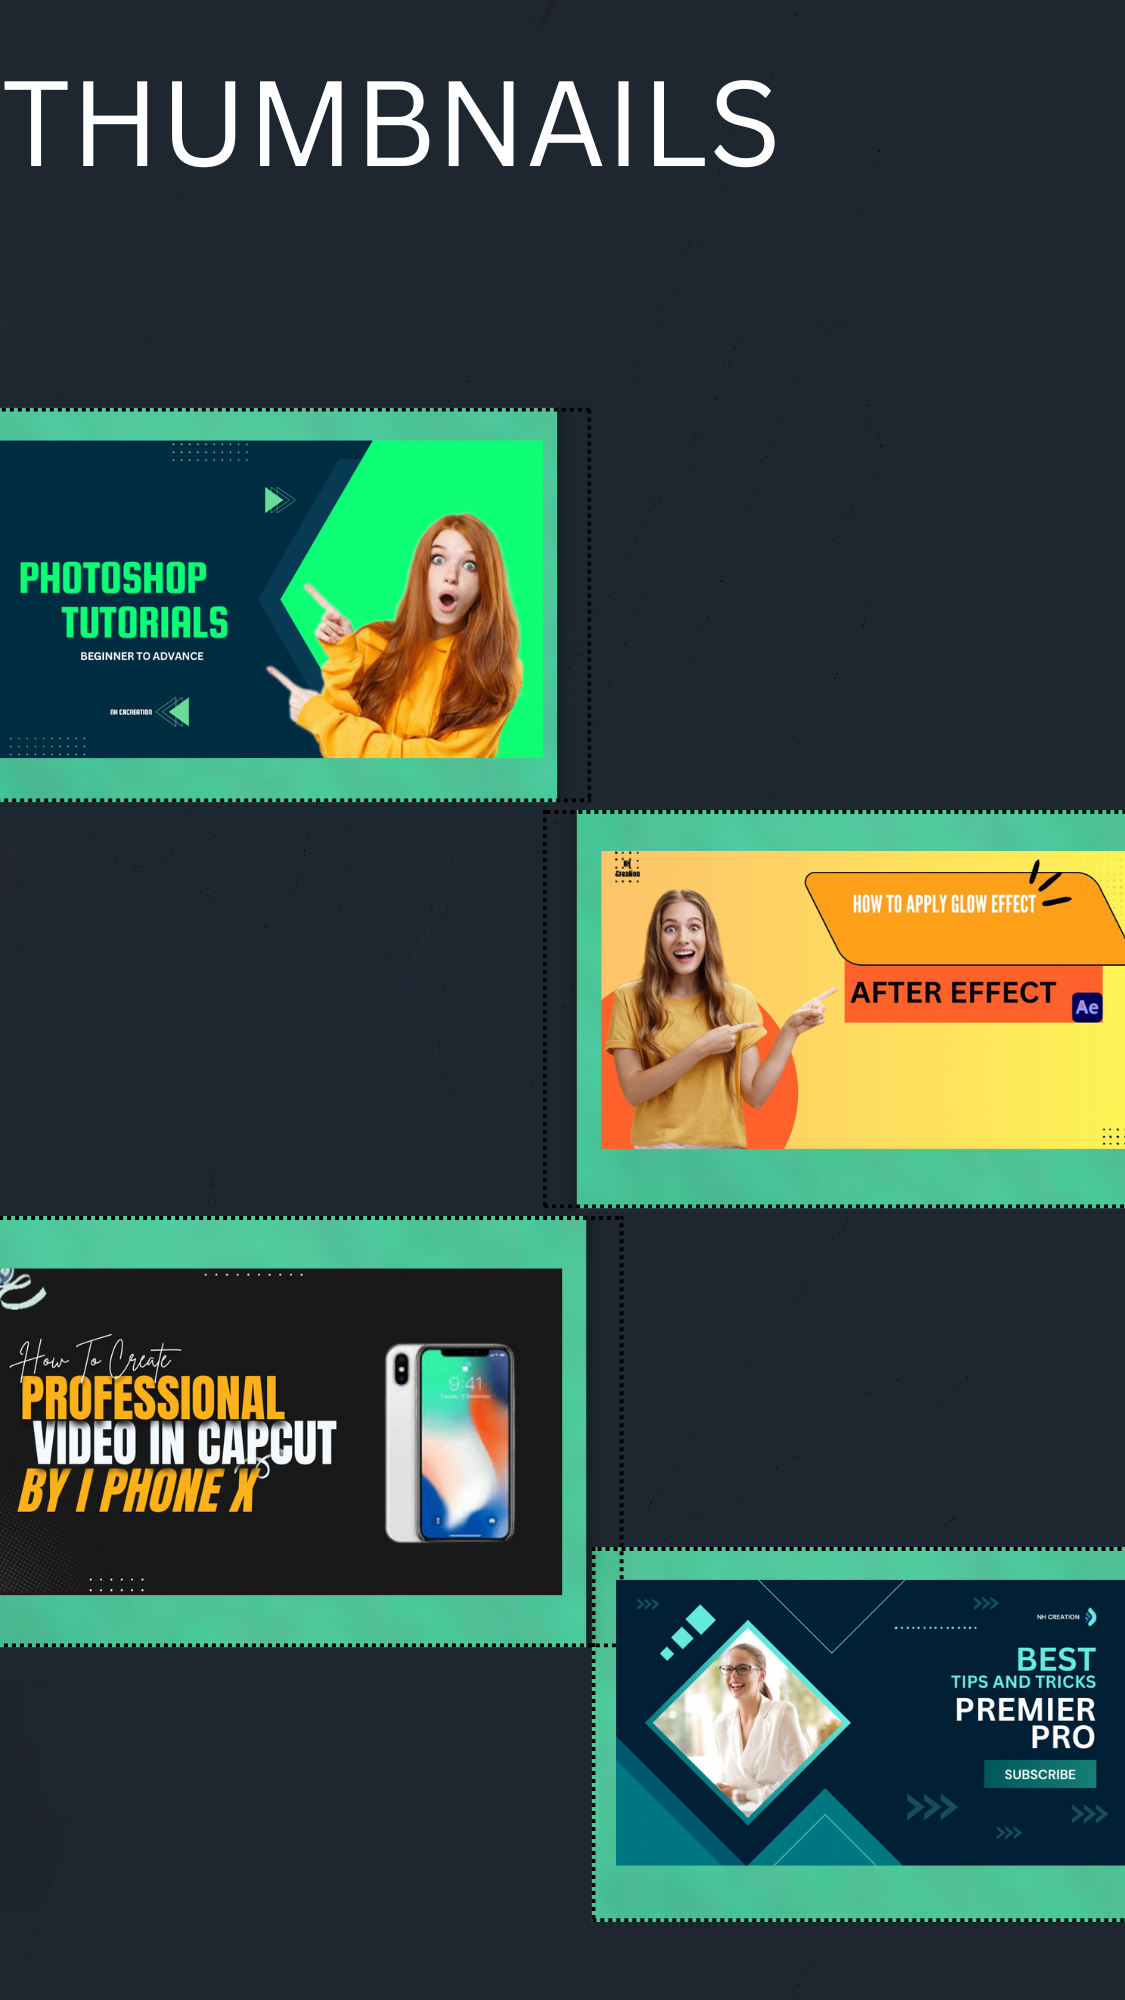 THUMBNAILS
PHOTOSHOP
TUTORIALS
BEGINNER TO ADVANCE
NH CRCREATION
Creation
HOW TO APPLY GLOW EFFECT
AFTER EFFECT
Ae
How To Create
PROFESSIONAL
VIDEO IN CAPCUT
BY I PHONE X
9:41
NH CREATION
BEST
TIPS AND TRICKS
PREMIER
PRO
SUBSCRIBE